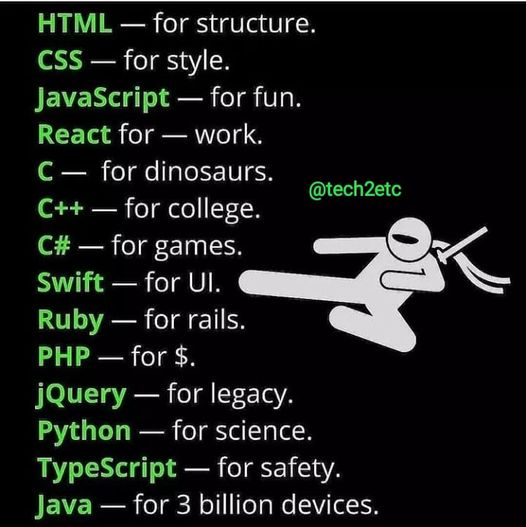 HTML — for structure.
CSS — for style.
JavaScript — for fun.
React for — work.
C — for dinosaurs.
@tech2etc
C++ — for college.
C# — for games.
Swift — for UI.
Ruby — for rails.
PHP — for $.
jQuery — for legacy.
Python — for science.
TypeScript — for safety.
Java — for 3 billion devices.